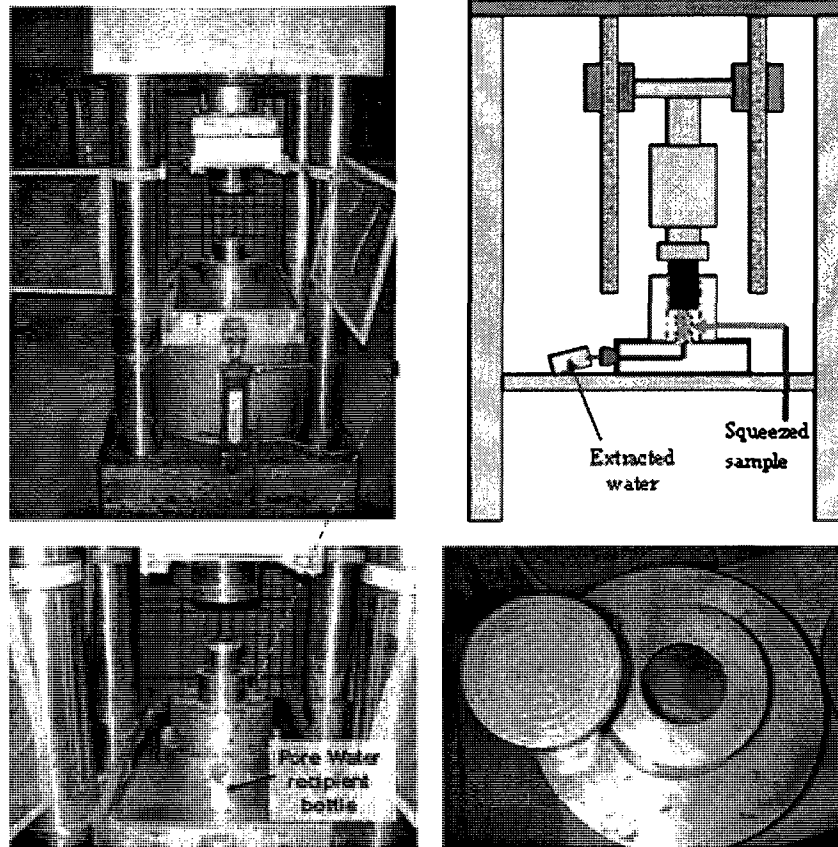 Squeezed
sample
Extracted
water
Pore Water
recipient
bottle